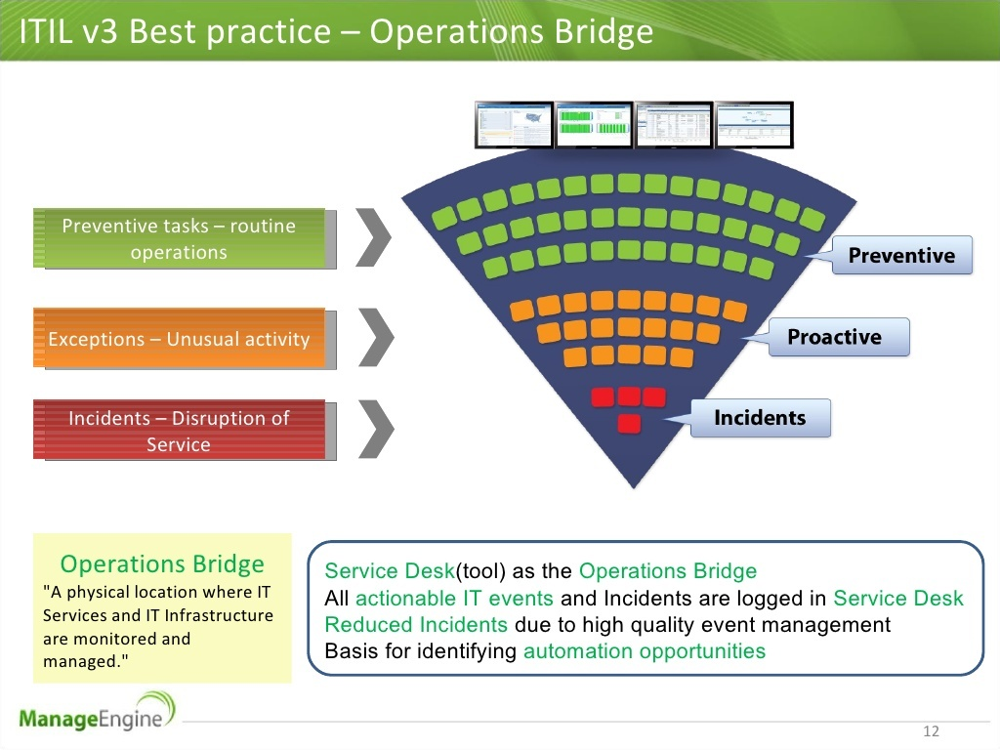 ITIL v3 Best practice – Operations Bridge
Preventive tasks – routine
operations
Preventive
Exceptions – Unusual activity
Proactive
Incidents – Disruption of
Service
Incidents
Operations Bridge
"A physical location where IT
Services and IT Infrastructure
are monitored and
managed."
Service Desk(tool) as the Operations Bridge
All actionable IT events and Incidents are logged in Service Desk
Reduced Incidents due to high quality event management
Basis for identifying automation opportunities
ManageEngine
12